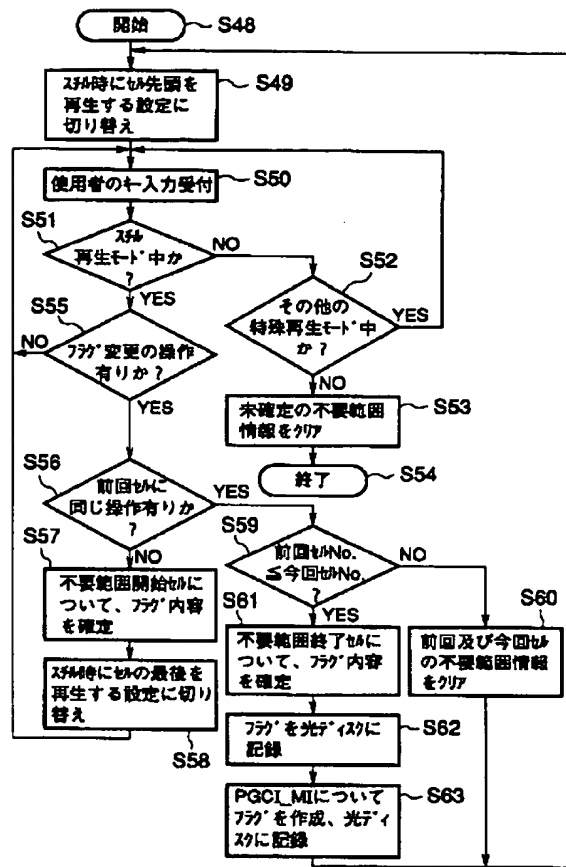 開始
S48
ｽﾁﾙ時にｾﾙ先頭を
再生する設定に
切り替え
S49
使用者のキー入力受付
S50
S51
ｽﾁﾙ
再生ﾓｰﾄﾞ中か
?
NO
YES
S52
その他の
特殊再生ﾓｰﾄﾞ中
か?
YES
NO
S55
NO
ﾌﾗｸﾞ変更の操作
有りか?
YES
未確定の不要範囲
情報をクリア
S53
終了
S54
S56
前回ｾﾙに
同じ操作有りか
?
YES
NO
S57
不要範囲開始ｾﾙに
ついて、ﾌﾗｸﾞ内容
を確定
ｽﾁﾙ時にセルの最後を
再生する設定に切り
替え
S58
S59
前回ｾﾙNo.
≦今回ｾﾙNo.
?
NO
YES
S61
不要範囲終了ｾﾙに
ついて、ﾌﾗｸﾞ内容
を確定
S60
前回及び今回ｾﾙ
の不要範囲情報
をクリア
ﾌﾗｸﾞを光ﾃﾞｨｽｸに
記録
S62
PGCI_MIについて
ﾌﾗｸﾞを作成、光ﾃﾞｨ
ｽｸに記録
S63